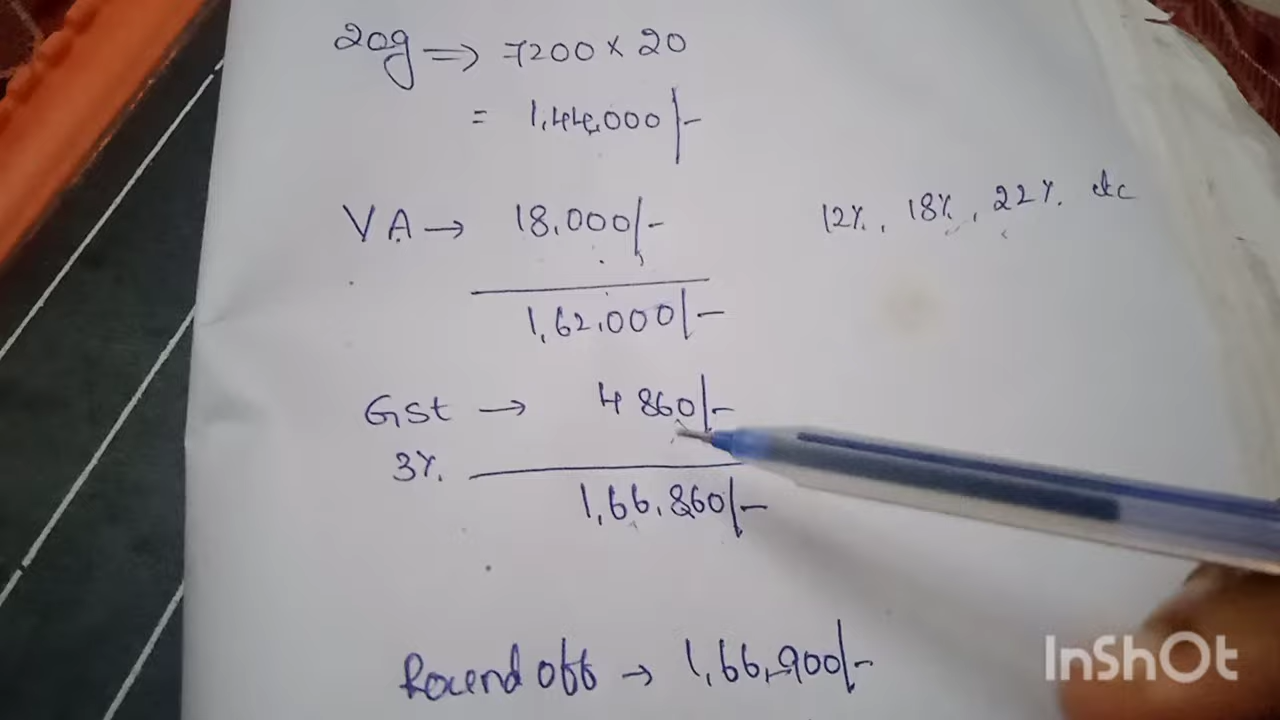 20g => 7200 × 20
= 1,44,000/-
VA → 18,000/- 12%, 18%, 22% etc
1,62,000/-
Gst → 4860/-
3%
1,66,860/-
Round off → 1,66,900/-
InShOt